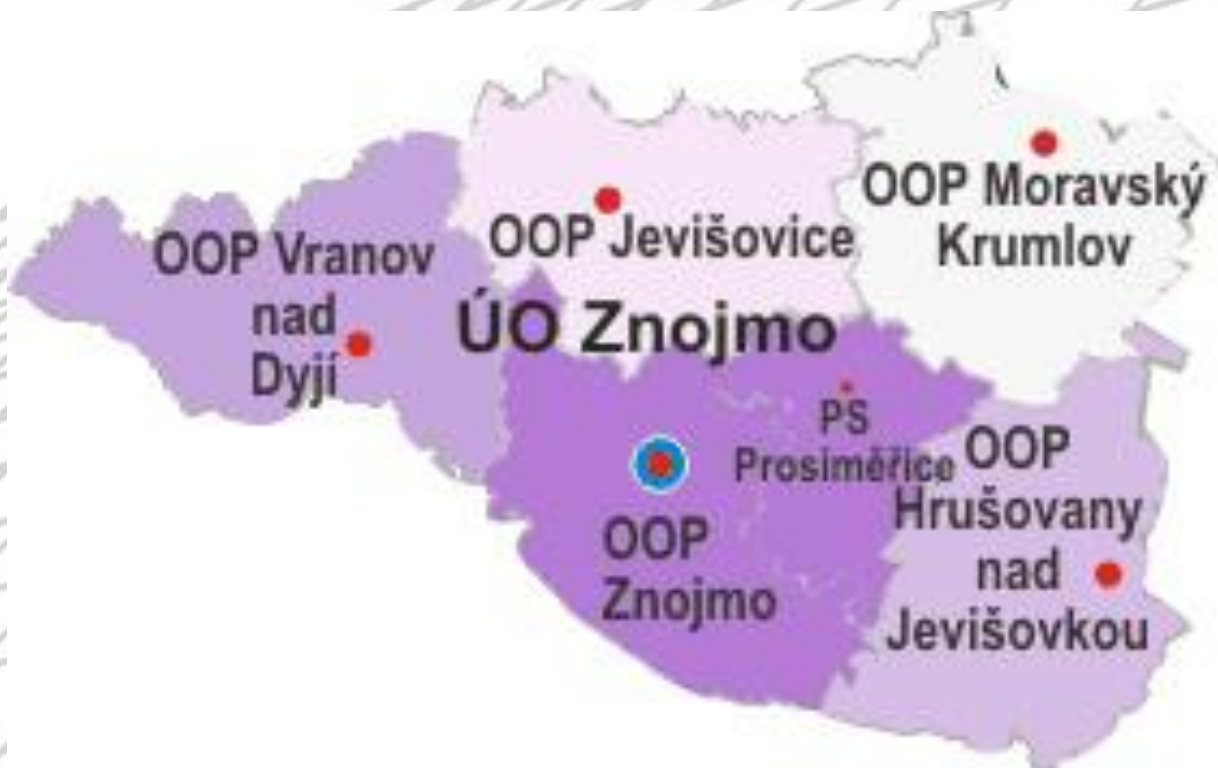 OOP Moravský
Krumlov
OOP Jevišovice
OOP Vranov
nad
Dyjí
ÚO Znojmo
PS
Prosiměřice
OOP
Hrušovany
nad
Jevišovkou
OOP
Znojmo